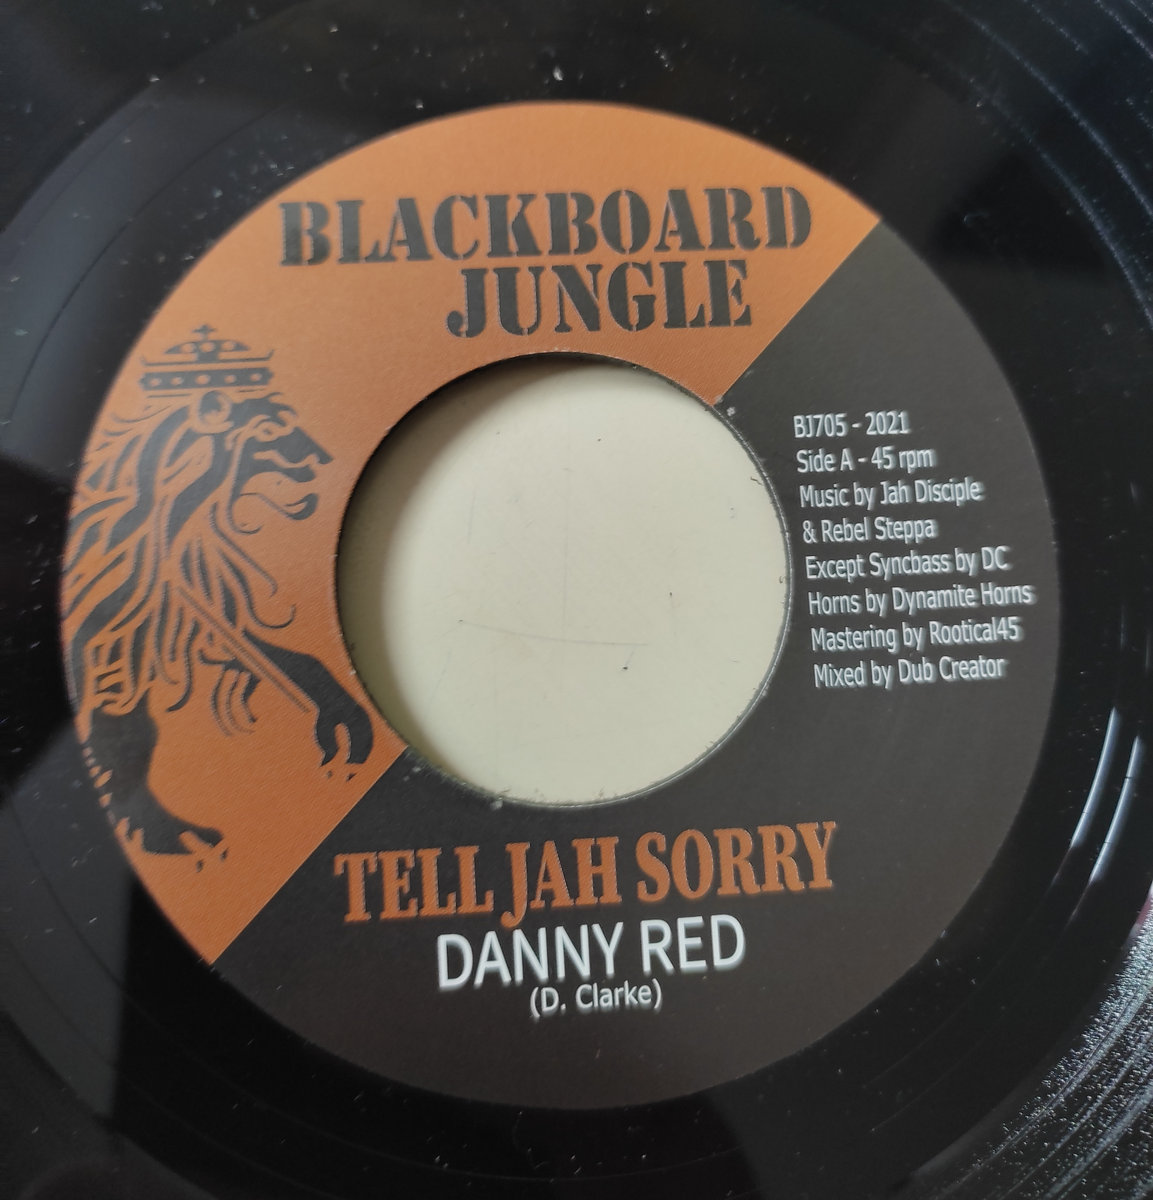 BLACKBOARD
JUNGLE
BJ705 - 2021
Side A - 45 rpm
Music by Jah Disciple
& Rebel Steppa
Except Syncbass by DC
Horns by Dynamite Horns
Mastering by Rootical45
Mixed by Dub Creator
TELL JAH SORRY
DANNY RED
(D. Clarke)